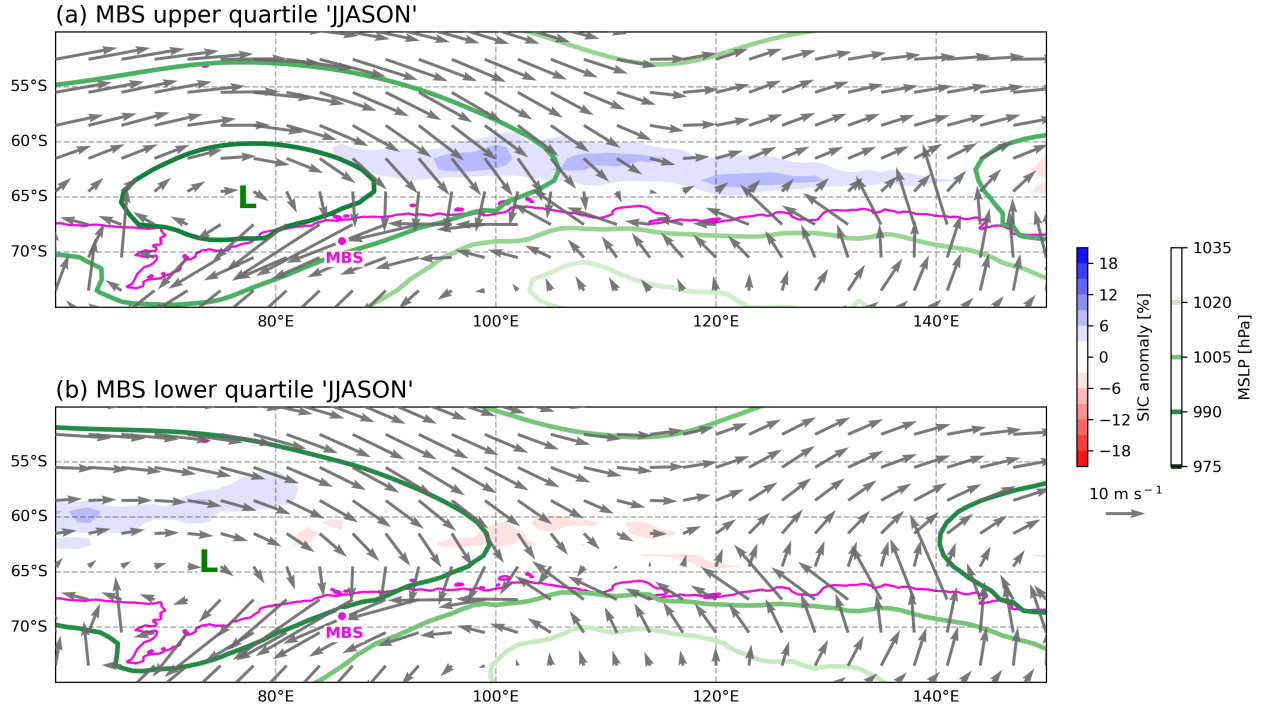 (a) MBS upper quartile 'JJASON'
55°S
60°S
65°S
70°S
L
MBS
80°E
100°E
120°E
140°E
(b) MBS lower quartile 'JJASON'
55°S
60°S
65°S
70°S
L
MBS
80°E
100°E
120°E
140°E
18
12
6
0
−6
−12
−18
SIC anomaly [%]
1035
1020
1005
990
975
MSLP [hPa]
10 m s⁻¹